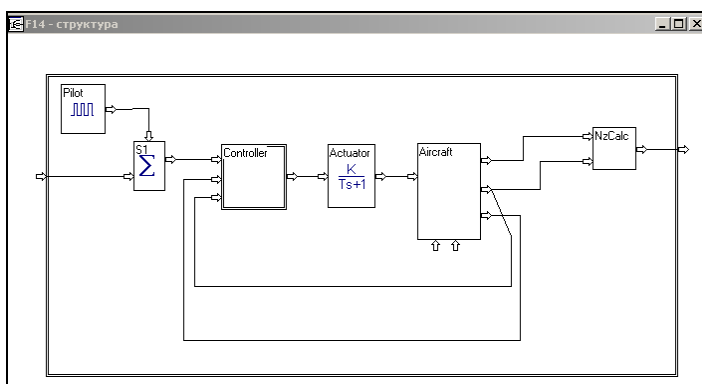 F14 - структура
Pilot
S1
Σ
Controller
Actuator
K
Ts+1
Aircraft
NzCalc